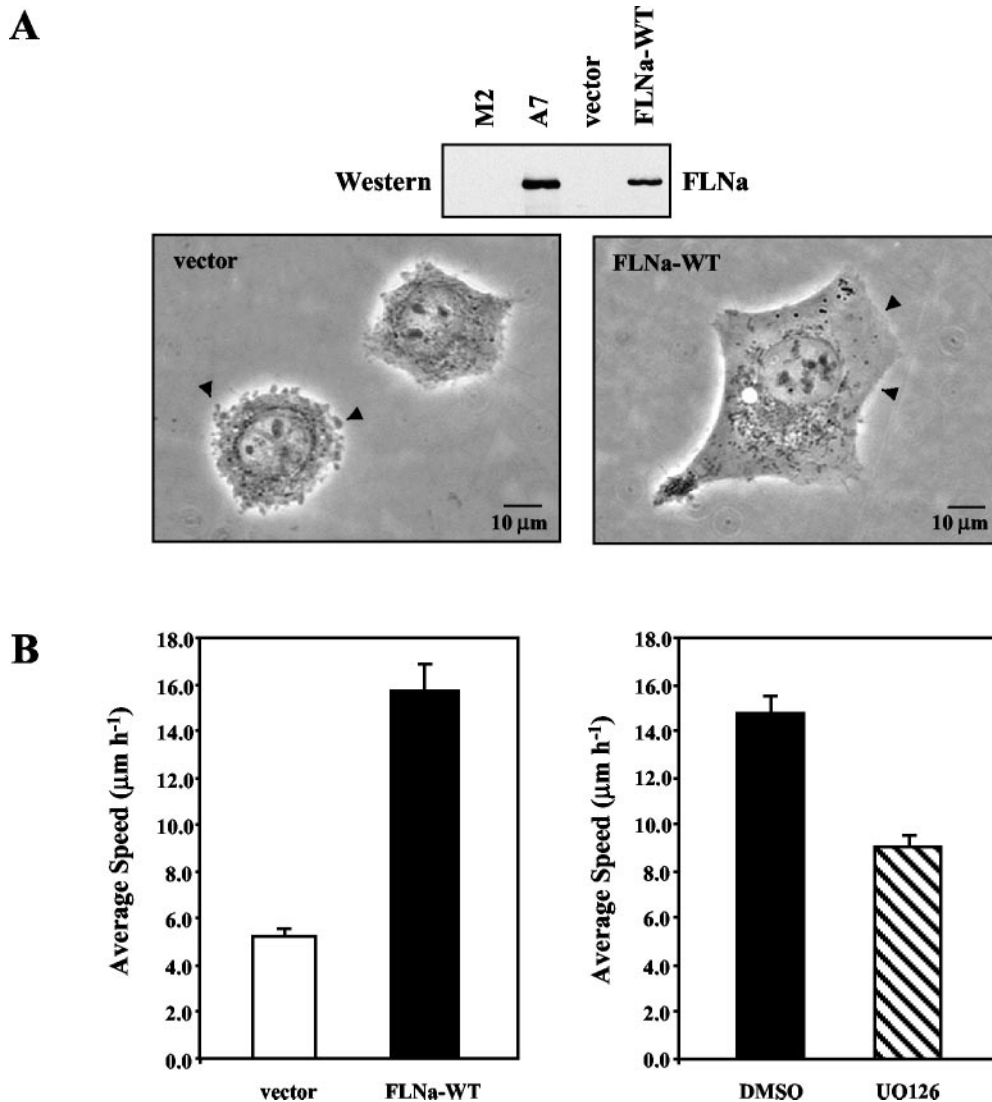 A
M2
A7
vector
FLNa-WT
Western
FLNa
vector
10 µm
FLNa-WT
10 µm
B
18.0
16.0
14.0
12.0
10.0
8.0
6.0
4.0
2.0
0.0
Average Speed (µm h-1)
vector
FLNa-WT
18.0
16.0
14.0
12.0
10.0
8.0
6.0
4.0
2.0
0.0
Average Speed (µm h-1)
DMSO
UO126